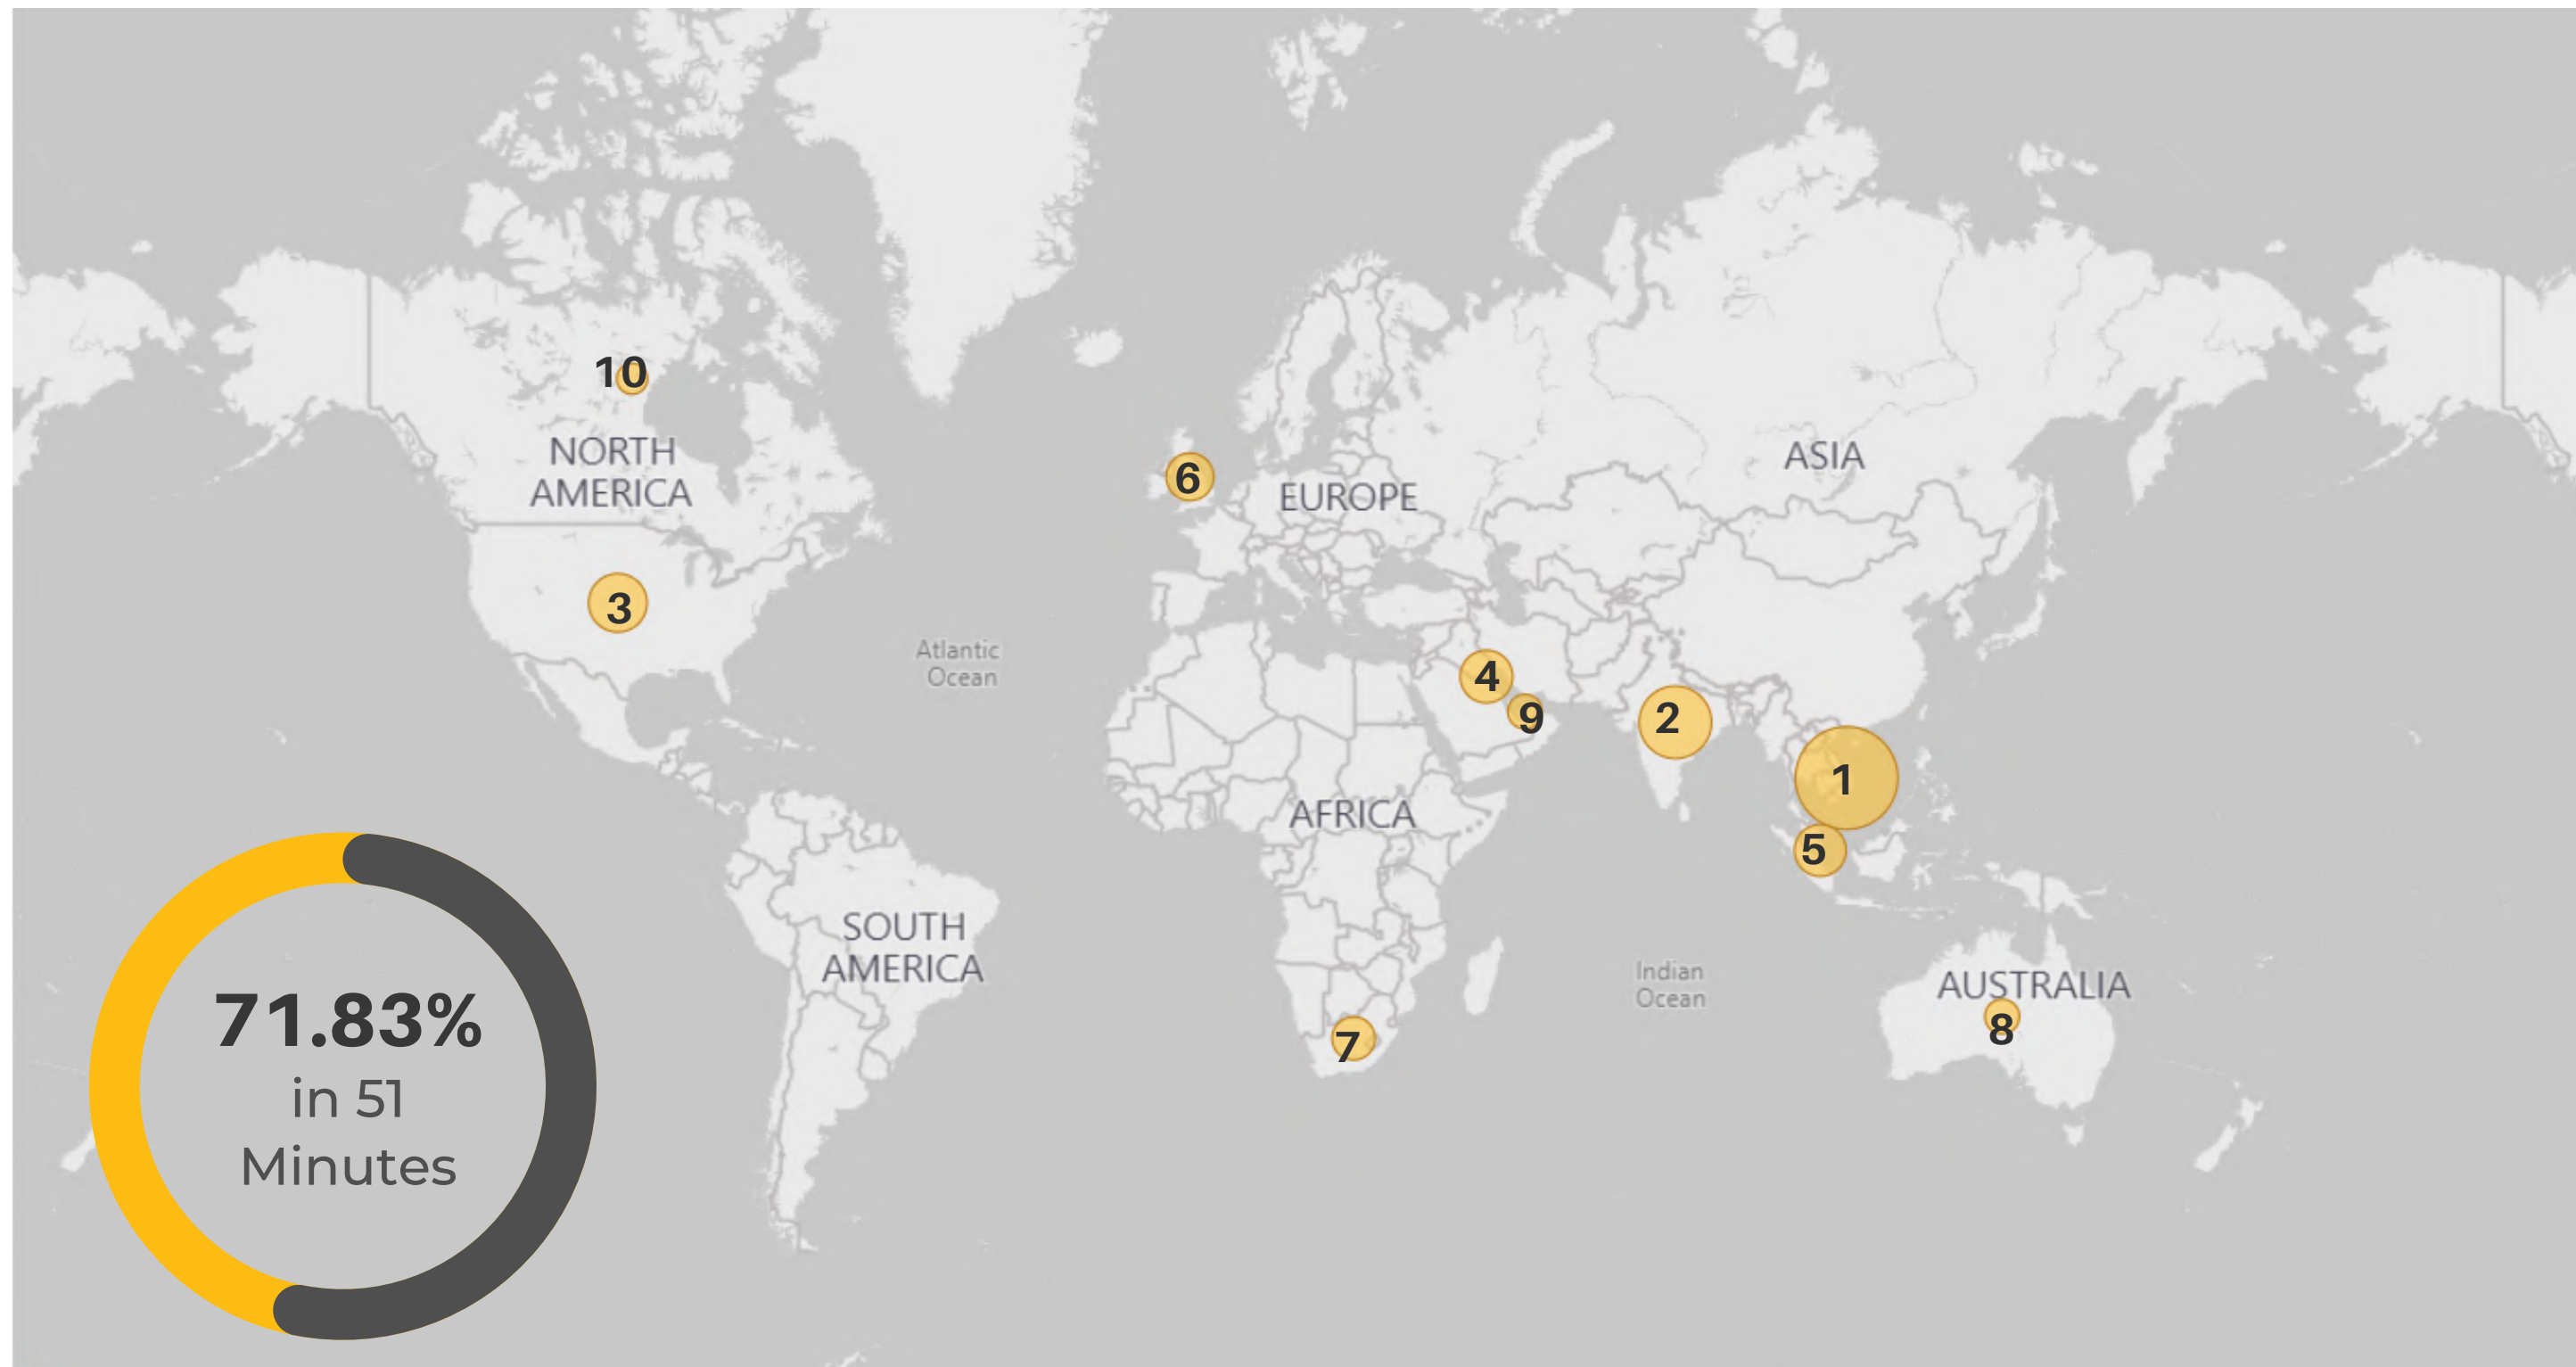 10
NORTH
AMERICA
6
EUROPE
ASIA
3
Atlantic
Ocean
4
9
2
1
AFRICA
5
SOUTH
AMERICA
Indian
Ocean
AUSTRALIA
8
7
71.83%
in 51
Minutes